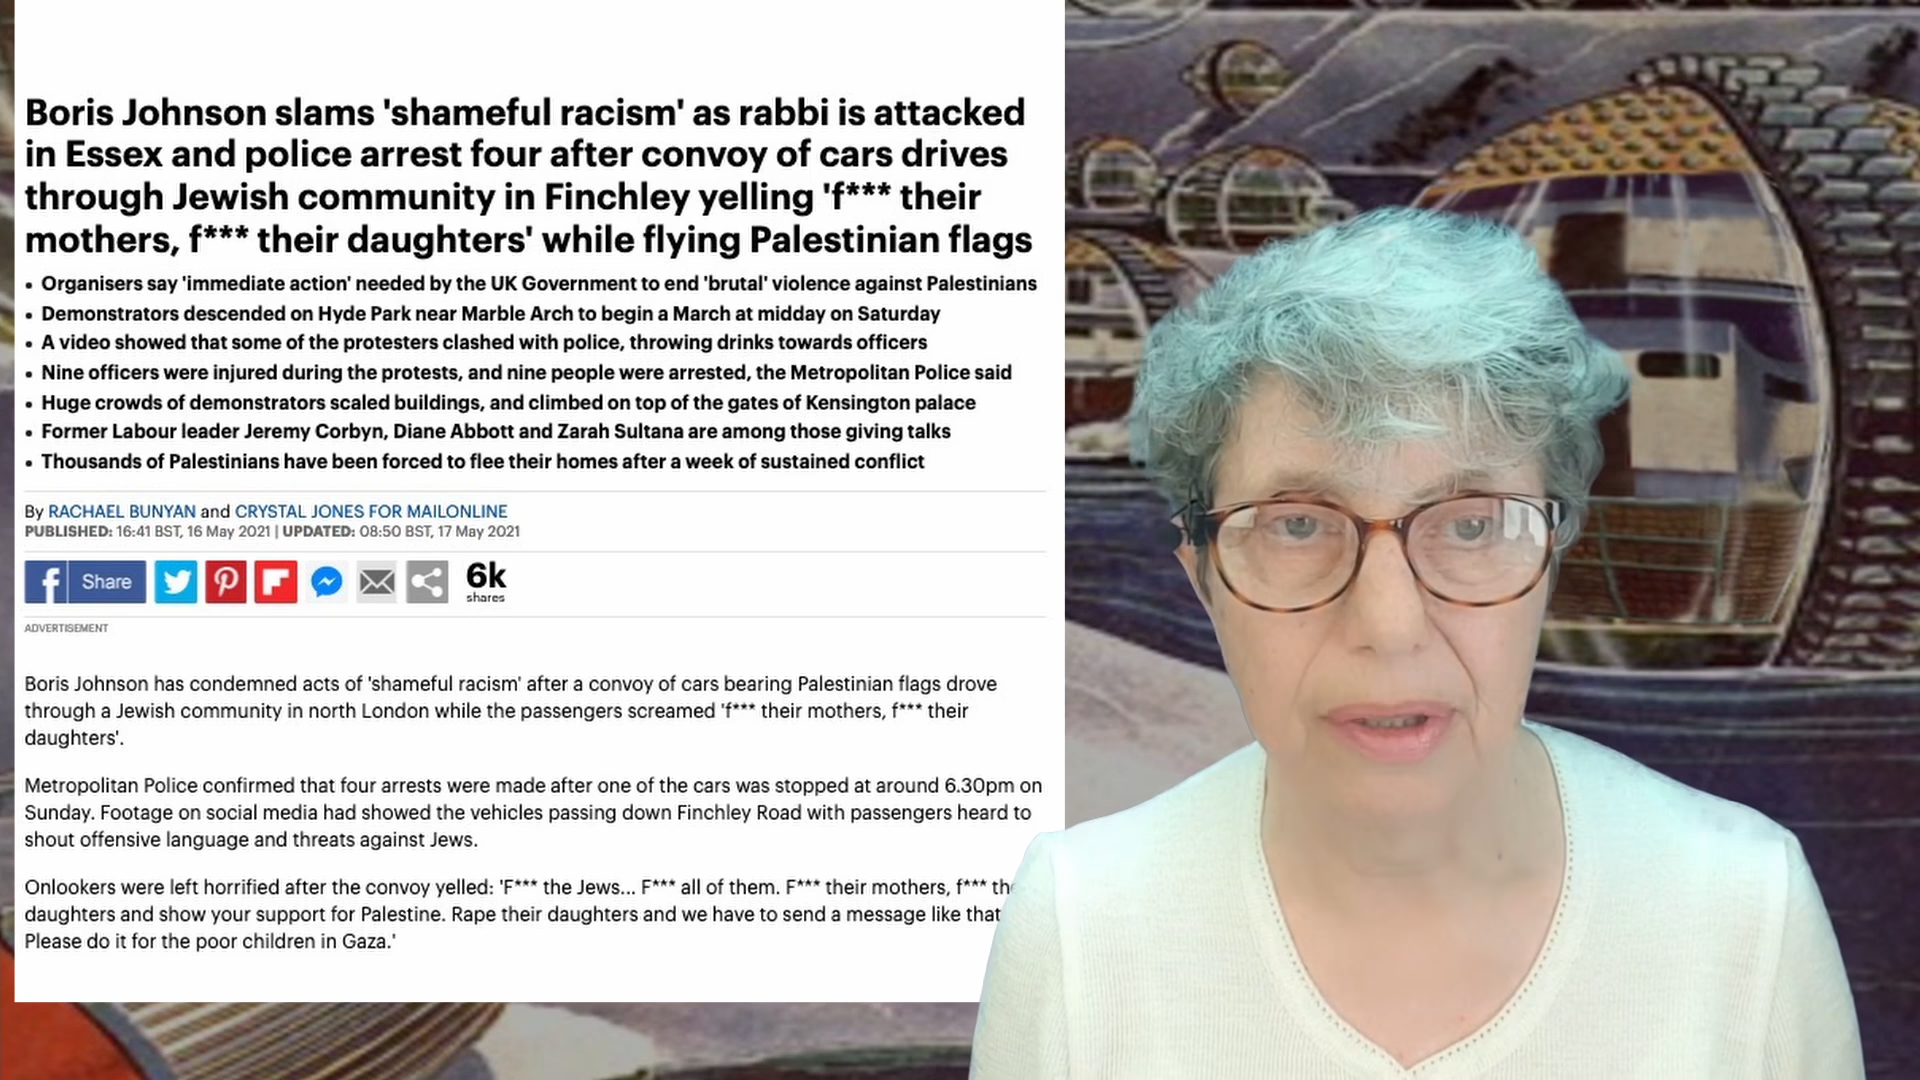 Boris Johnson slams 'shameful racism' as rabbi is attacked
in Essex and police arrest four after convoy of cars drives
through Jewish community in Finchley yelling 'f*** their
mothers, f*** their daughters' while flying Palestinian flags
• Organisers say 'immediate action' needed by the UK Government to end 'brutal' violence against Palestinians
• Demonstrators descended on Hyde Park near Marble Arch to begin a March at midday on Saturday
• A video showed that some of the protesters clashed with police, throwing drinks towards officers
• Nine officers were injured during the protests, and nine people were arrested, the Metropolitan Police said
• Huge crowds of demonstrators scaled buildings, and climbed on top of the gates of Kensington palace
• Former Labour leader Jeremy Corbyn, Diane Abbott and Zarah Sultana are among those giving talks
• Thousands of Palestinians have been forced to flee their homes after a week of sustained conflict
By RACHAEL BUNYAN and CRYSTAL JONES FOR MAILONLINE
PUBLISHED: 16:41 BST, 16 May 2021 | UPDATED: 08:50 BST, 17 May 2021
f Share 6k
shares
ADVERTISEMENT
Boris Johnson has condemned acts of 'shameful racism' after a convoy of cars bearing Palestinian flags drove
through a Jewish community in north London while the passengers screamed 'f*** their mothers, f*** their
daughters'.
Metropolitan Police confirmed that four arrests were made after one of the cars was stopped at around 6.30pm on
Sunday. Footage on social media had showed the vehicles passing down Finchley Road with passengers heard to
shout offensive language and threats against Jews.
Onlookers were left horrified after the convoy yelled: 'F*** the Jews... F*** all of them. F*** their mothers, f***
daughters and show your support for Palestine. Rape their daughters and we have to send a message like that
Please do it for the poor children in Gaza.'